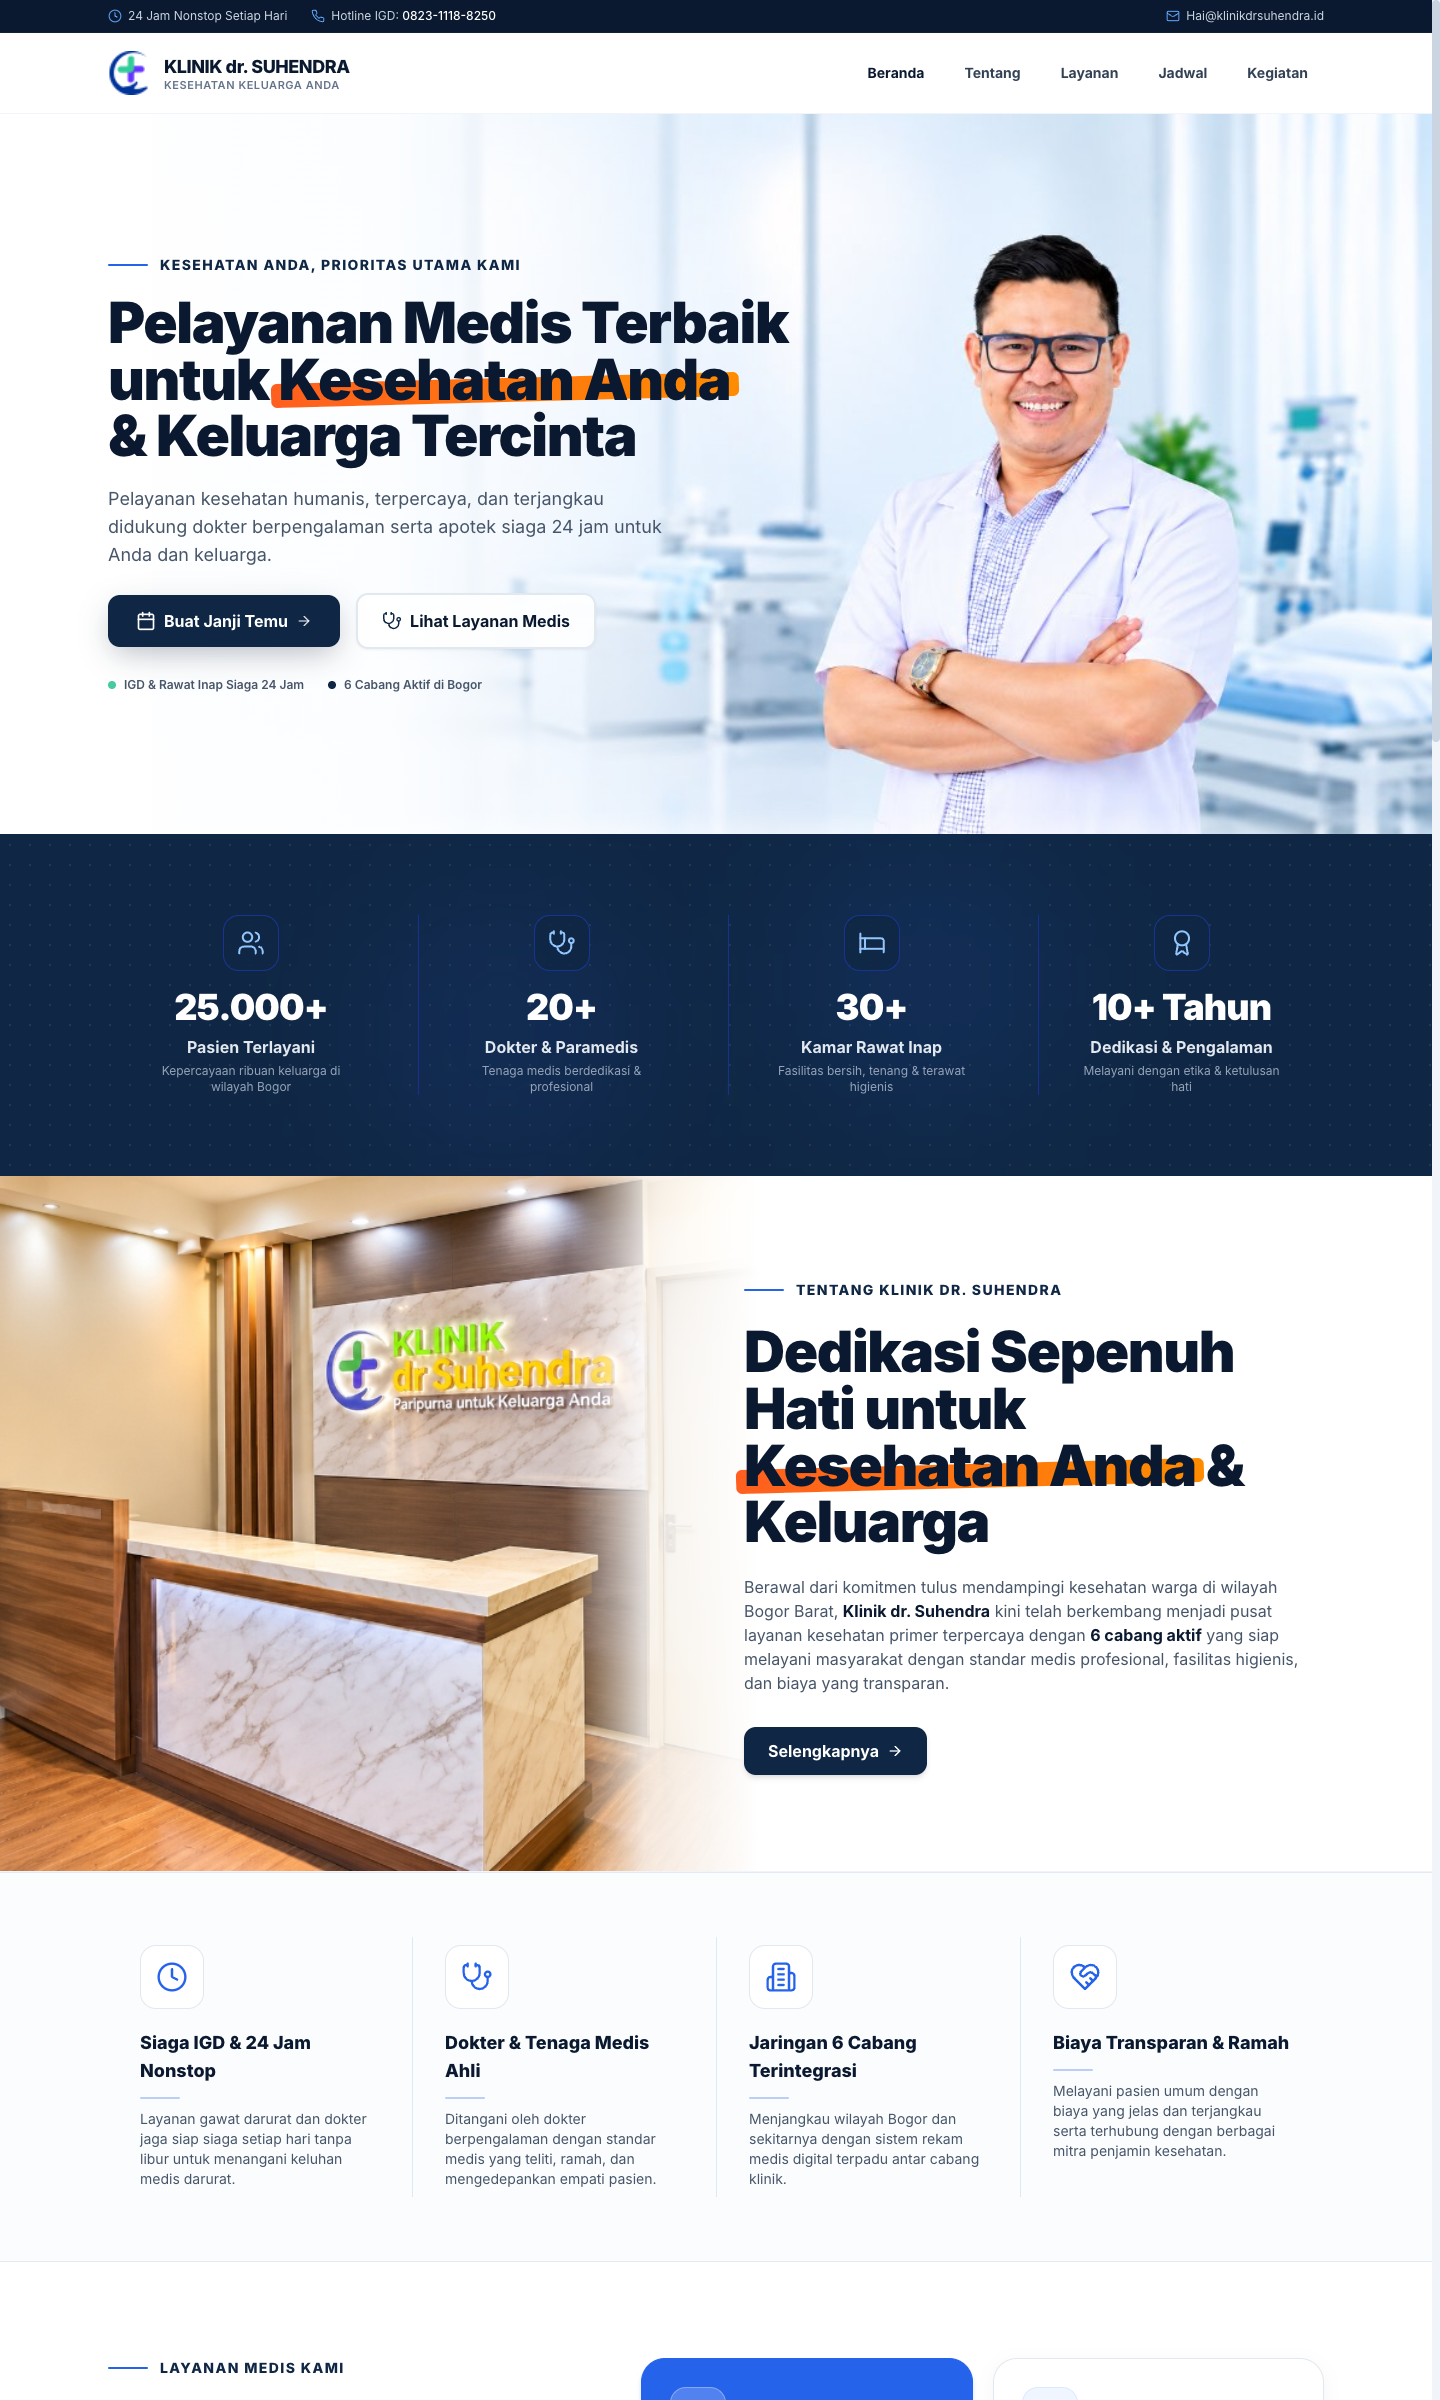 24 Jam Nonstop Setiap Hari
Hotline IGD: 0823-1118-8250
Hai@klinikdrsuhendra.id
KLINIK dr. SUHENDRA
KESEHATAN KELUARGA ANDA
Beranda
Tentang
Layanan
Jadwal
Kegiatan
KESEHATAN ANDA, PRIORITAS UTAMA KAMI
Pelayanan Medis Terbaik
untuk Kesehatan Anda
& Keluarga Tercinta
Pelayanan kesehatan humanis, terpercaya, dan terjangkau
didukung dokter berpengalaman serta apotek siaga 24 jam untuk
Anda dan keluarga.
Buat Janji Temu
Lihat Layanan Medis
IGD & Rawat Inap Siaga 24 Jam
6 Cabang Aktif di Bogor
25.000+
Pasien Terlayani
Kepercayaan ribuan keluarga di
wilayah Bogor
20+
Dokter & Paramedis
Tenaga medis berdedikasi &
profesional
30+
Kamar Rawat Inap
Fasilitas bersih, tenang & terawat
higienis
10+ Tahun
Dedikasi & Pengalaman
Melayani dengan etika & ketulusan
hati
KLINIK
dr Suhendra
Paripurna untuk Keluarga Anda
TENTANG KLINIK DR. SUHENDRA
Dedikasi Sepenuh
Hati untuk
Kesehatan Anda &
Keluarga
Berawal dari komitmen tulus mendampingi kesehatan warga di wilayah
Bogor Barat, Klinik dr. Suhendra kini telah berkembang menjadi pusat
layanan kesehatan primer terpercaya dengan 6 cabang aktif yang siap
melayani masyarakat dengan standar medis profesional, fasilitas higienis,
dan biaya yang transparan.
Selengkapnya
Siaga IGD & 24 Jam
Nonstop
Layanan gawat darurat dan dokter
jaga siap siaga setiap hari tanpa
libur untuk menangani keluhan
medis darurat.
Dokter & Tenaga Medis
Ahli
Ditangani oleh dokter
berpengalaman dengan standar
medis yang teliti, ramah, dan
mengedepankan empati pasien.
Jaringan 6 Cabang
Terintegrasi
Menjangkau wilayah Bogor dan
sekitarnya dengan sistem rekam
medis digital terpadu antar cabang
klinik.
Biaya Transparan & Ramah
Melayani pasien umum dengan
biaya yang jelas dan terjangkau
serta terhubung dengan berbagai
mitra penjamin kesehatan.
LAYANAN MEDIS KAMI